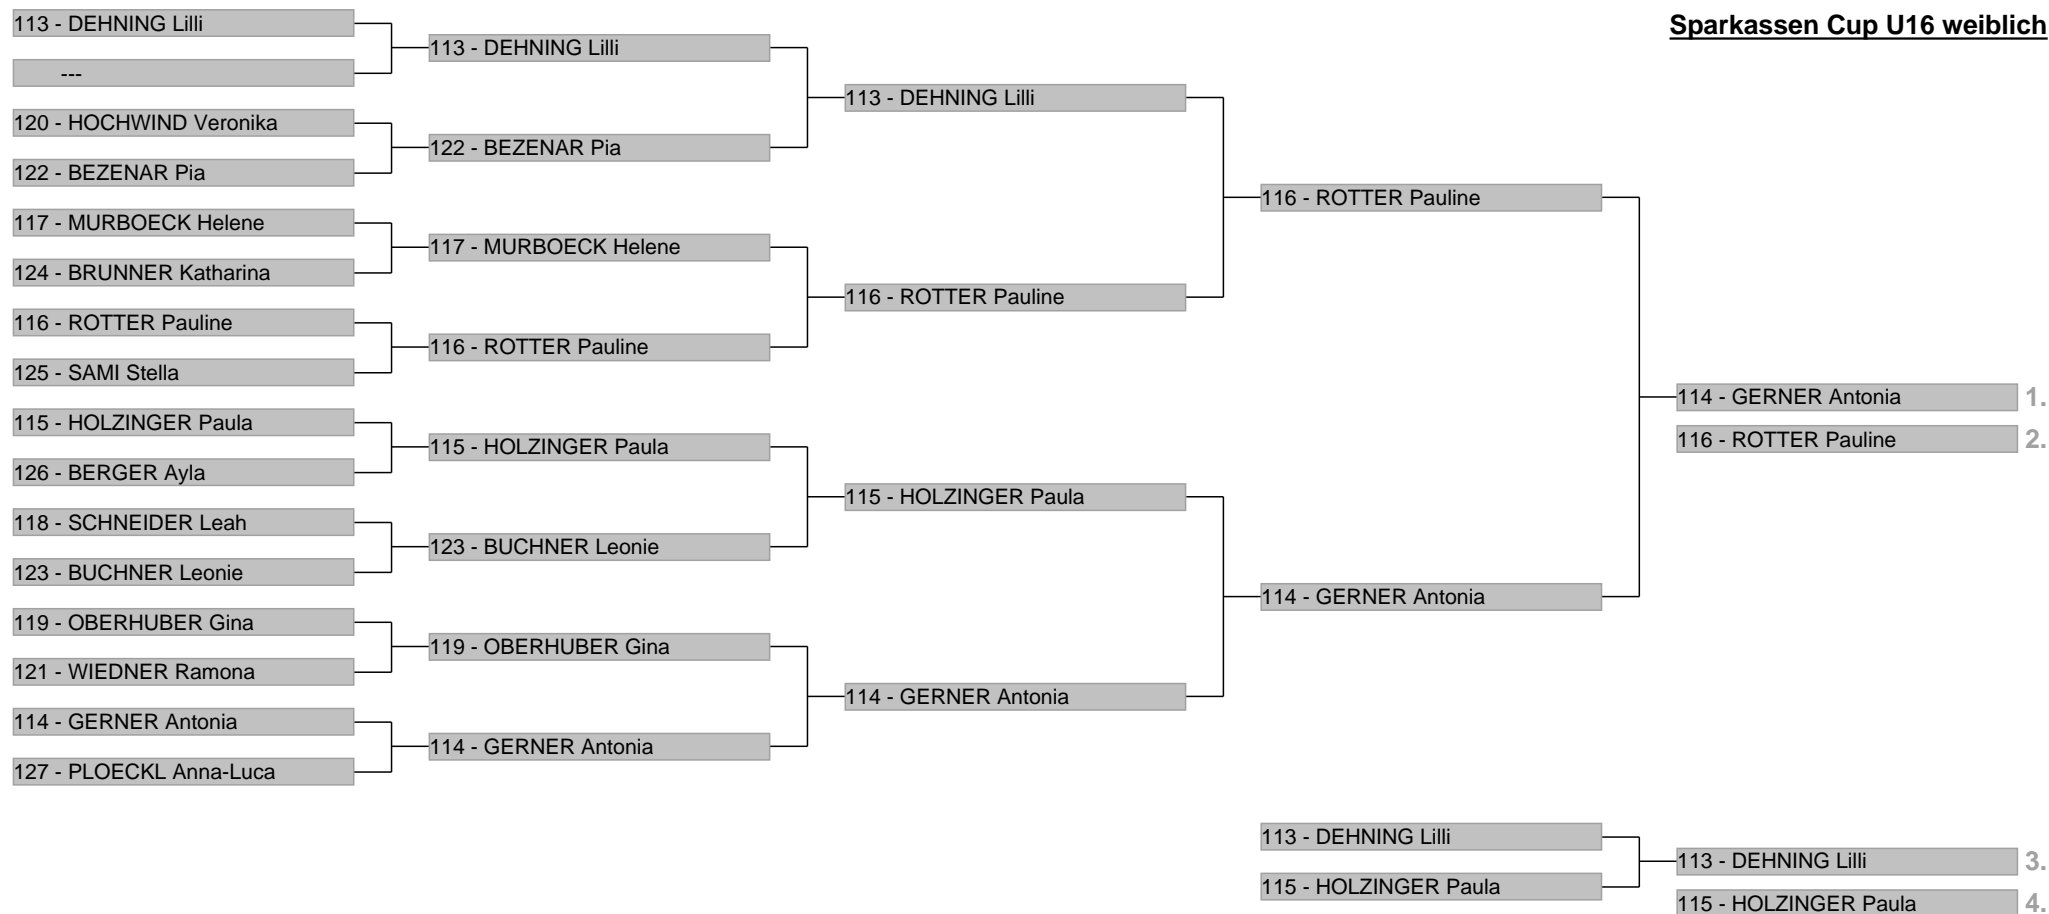 Sparkassen Cup U16 weiblich
113 - DEHNING Lilli
---
120 - HOCHWIND Veronika
122 - BEZENAR Pia
117 - MURBOECK Helene
124 - BRUNNER Katharina
116 - ROTTER Pauline
125 - SAMI Stella
115 - HOLZINGER Paula
126 - BERGER Ayla
118 - SCHNEIDER Leah
123 - BUCHNER Leonie
119 - OBERHUBER Gina
121 - WIEDNER Ramona
114 - GERNER Antonia
127 - PLOECKL Anna-Luca
113 - DEHNING Lilli
122 - BEZENAR Pia
117 - MURBOECK Helene
116 - ROTTER Pauline
115 - HOLZINGER Paula
123 - BUCHNER Leonie
119 - OBERHUBER Gina
114 - GERNER Antonia
113 - DEHNING Lilli
116 - ROTTER Pauline
115 - HOLZINGER Paula
114 - GERNER Antonia
116 - ROTTER Pauline
114 - GERNER Antonia
114 - GERNER Antonia 1.
116 - ROTTER Pauline 2.
113 - DEHNING Lilli
115 - HOLZINGER Paula
113 - DEHNING Lilli 3.
115 - HOLZINGER Paula 4.